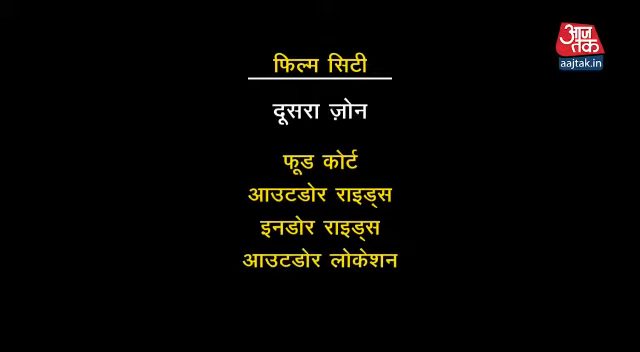 आज
तक
aajtak.in
फिल्म सिटी
दूसरा ज़ोन
फूड कोर्ट
आउटडोर राइड्स
इनडोर राइड्स
आउटडोर लोकेशन